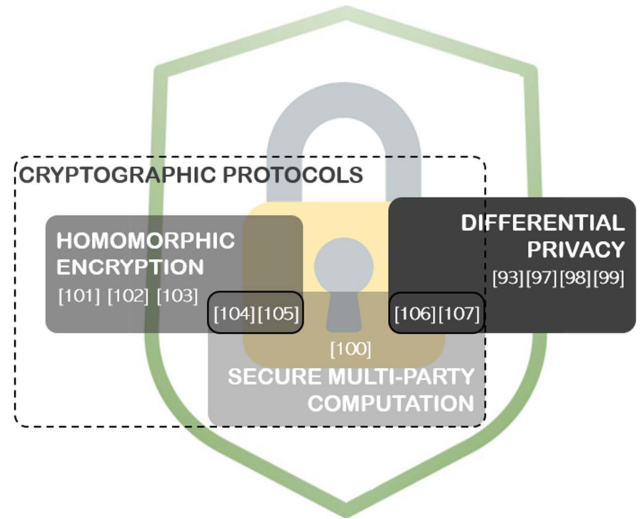 CRYPTOGRAPHIC PROTOCOLS
HOMOMORPHIC
ENCRYPTION
[101] [102] [103]
DIFFERENTIAL
PRIVACY
[93][97][98][99]
[104][105]
[106][107]
[100]
SECURE MULTI-PARTY
COMPUTATION